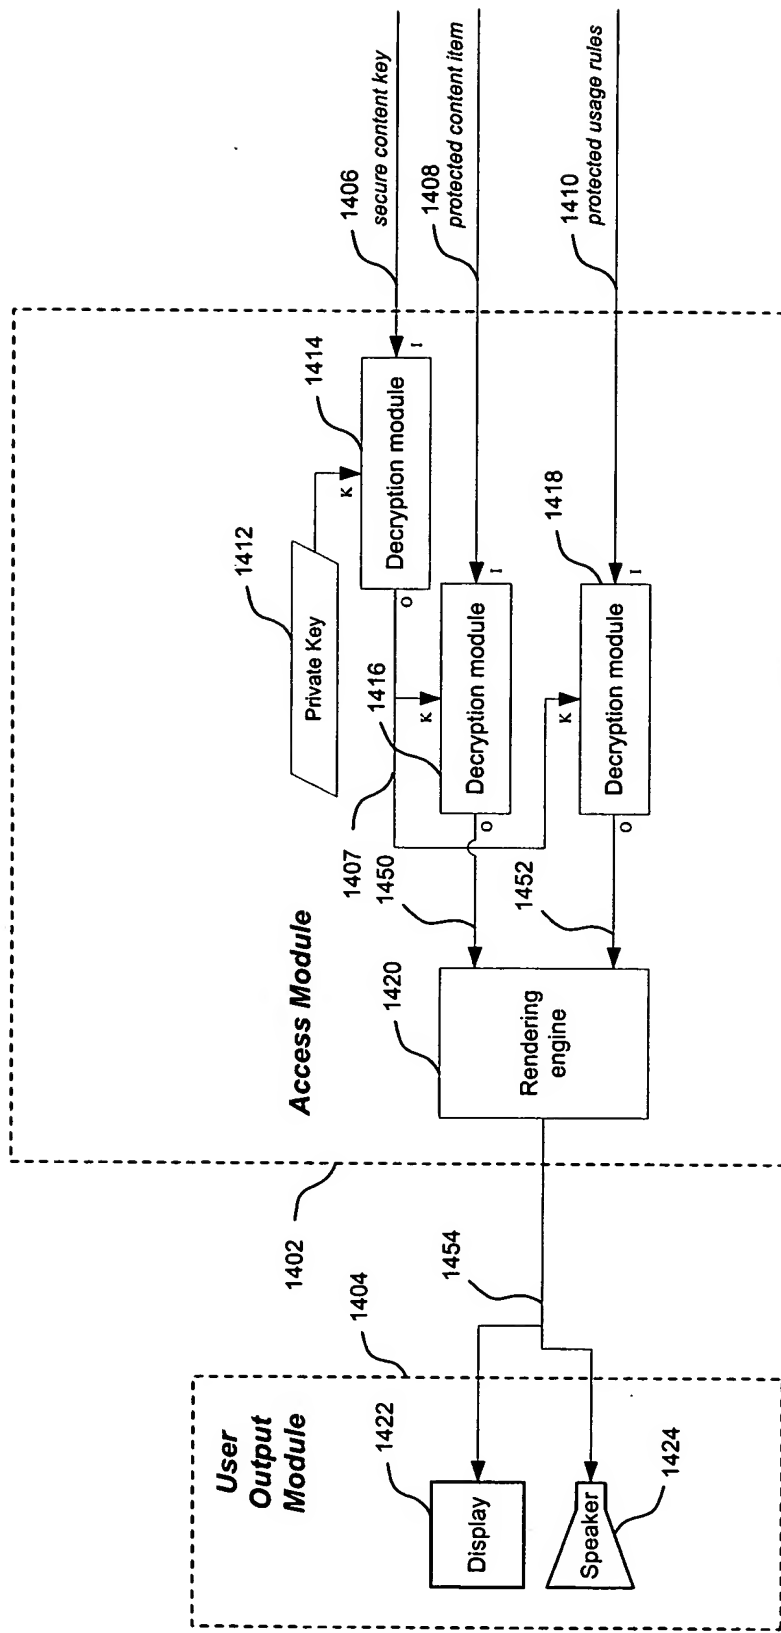 User
Output
Module
1404
1422
Display
Speaker
1424
1454
1402
Access Module
1420
Rendering
engine
1450
1452
1407
1412
Private Key
1414
K
Decryption module
I
O
1416
K
Decryption module
I
O
1418
K
Decryption module
I
O
1406
secure content key
1408
protected content item
1410
protected usage rules